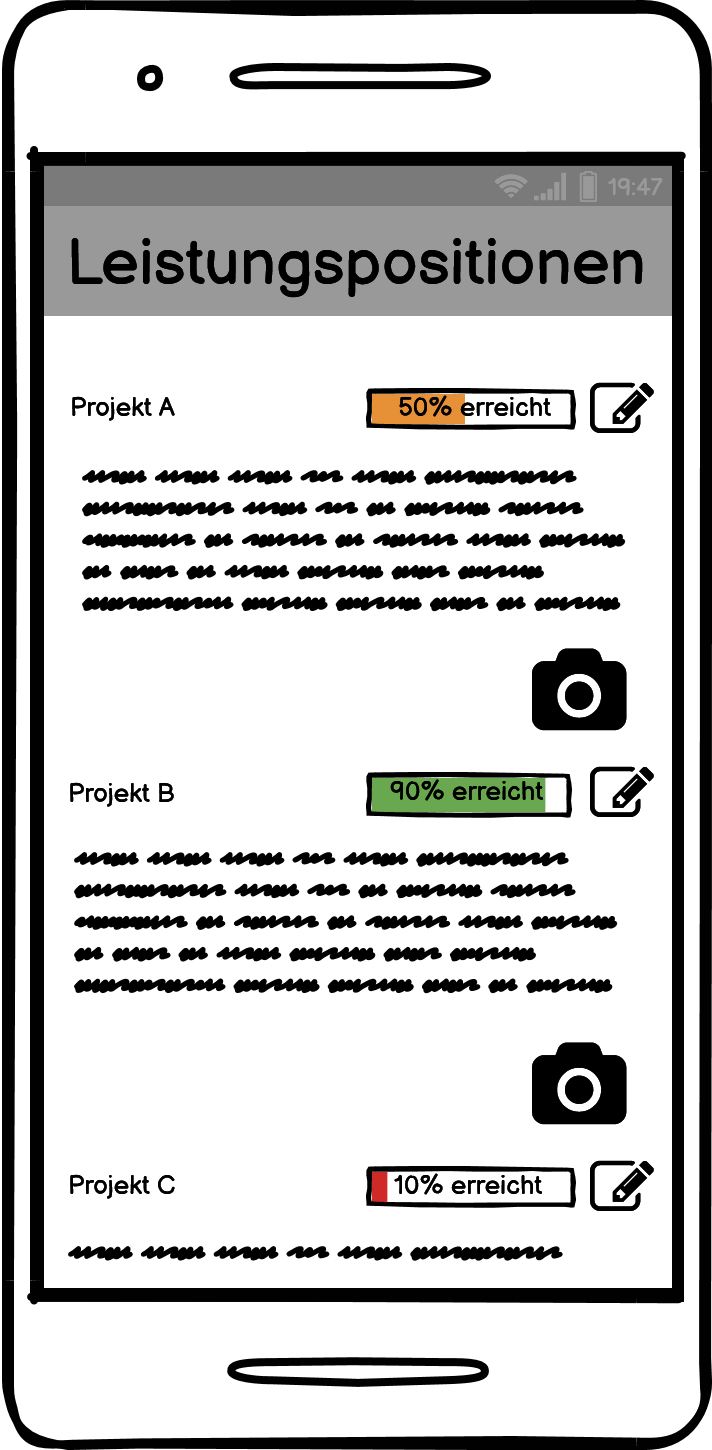 19:47
Leistungspositionen
Projekt A 50% erreicht
Projekt B 90% erreicht
Projekt C 10% erreicht